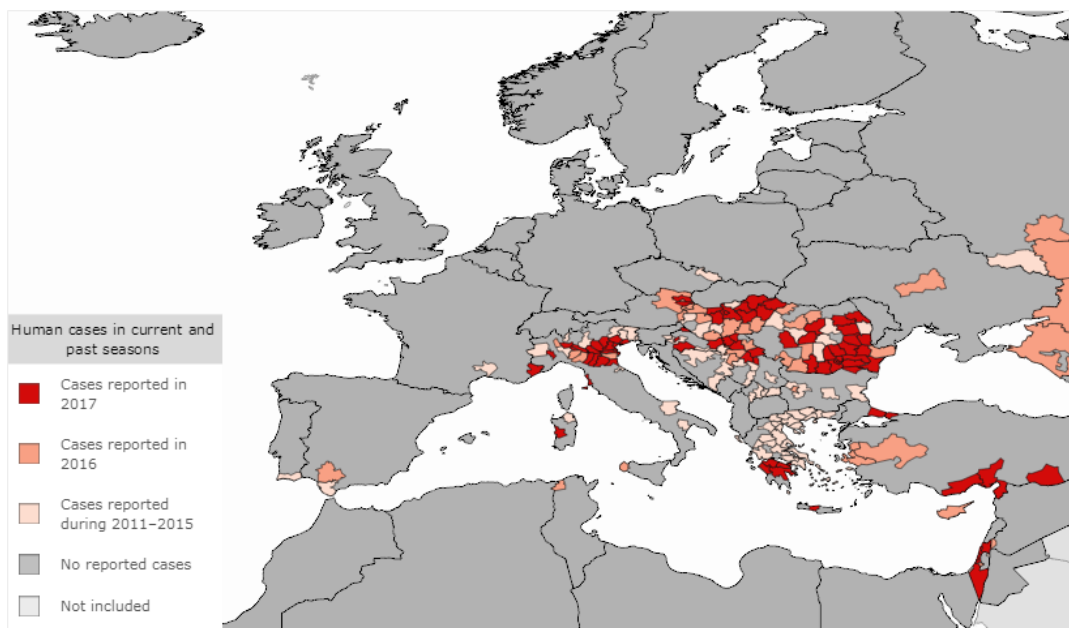 Human cases in current and
past seasons
Cases reported in
2017
Cases reported in
2016
Cases reported
during 2011–2015
No reported cases
Not included